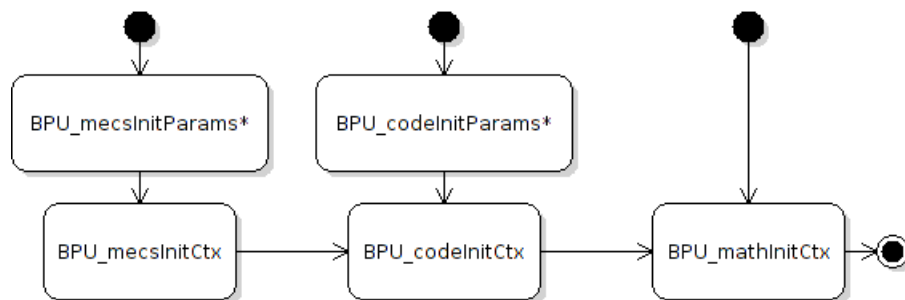 BPU_mecsInitParams*
BPU_codeInitParams*
BPU_mecsInitCtx
BPU_codeInitCtx
BPU_mathInitCtx